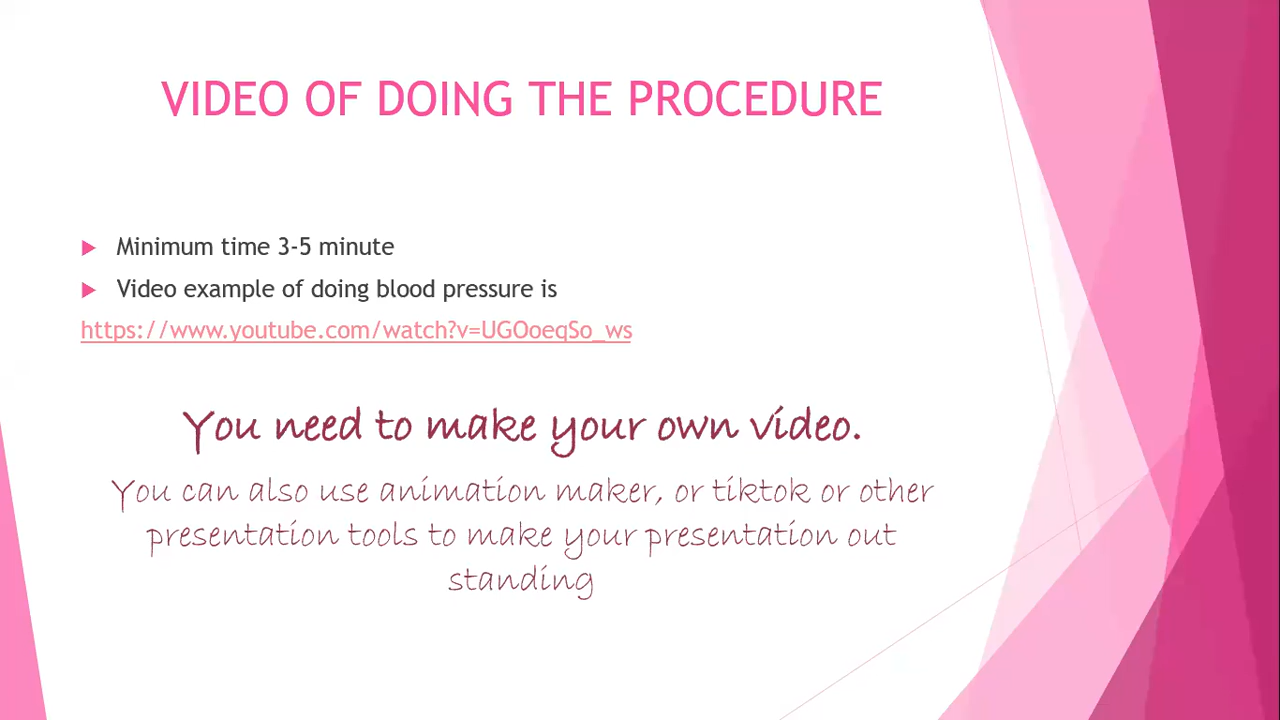 VIDEO OF DOING THE PROCEDURE
Minimum time 3-5 minute
Video example of doing blood pressure is
https://www.youtube.com/watch?v=UGOoeqSo_ws
You need to make your own video.
You can also use animation maker, or tiktok or other
presentation tools to make your presentation out
standing